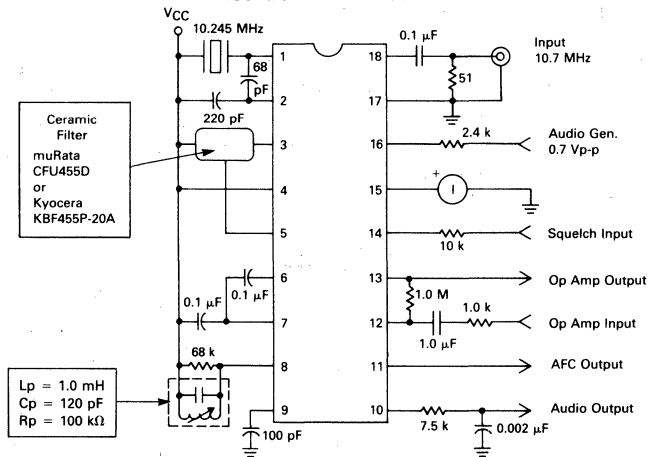 VCC
10.245 MHz
68
pF
220 pF
Ceramic
Filter
muRata
CFU455D
or
Kyocera
KBF455P-20A
0.1 μF
0.1 μF
68 k
Lp = 1.0 mH
Cp = 120 pF
Rp = 100 kΩ
100 pF
1
2
3
4
5
6
7
8
9
18
17
16
15
14
13
12
11
10
0.1 μF
51
Input
10.7 MHz
2.4 k
Audio Gen.
0.7 Vp-p
+
I
10 k
Squelch Input
Op Amp Output
1.0 M
1.0 k
Op Amp Input
1.0 μF
AFC Output
Audio Output
7.5 k
0.002 μF